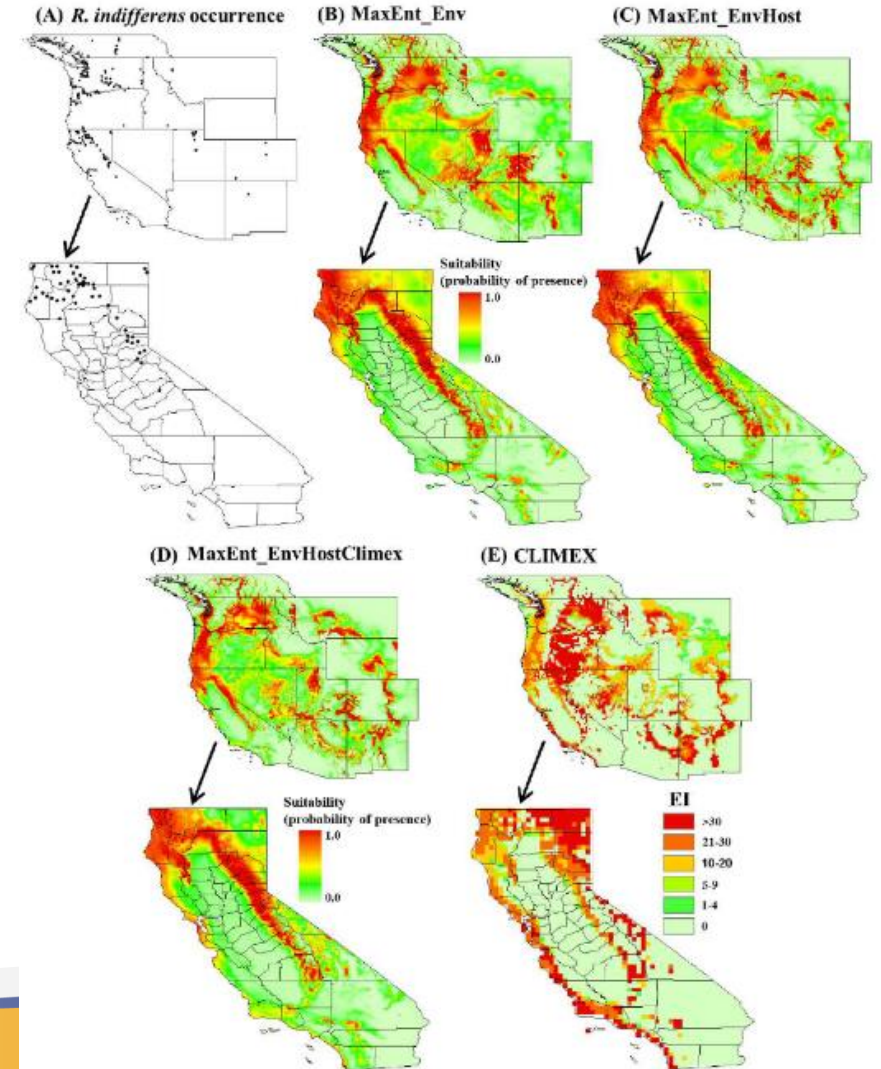 (A) R. indifferens occurrence
(B) MaxEnt_Env
(C) MaxEnt_EnvHost
Suitability
(probability of presence)
1.0
0.0
(D) MaxEnt_EnvHostClimex
(E) CLIMEX
Suitability
(probability of presence)
1.0
0.0
EI
>30
21-30
10-20
5-9
1-4
0